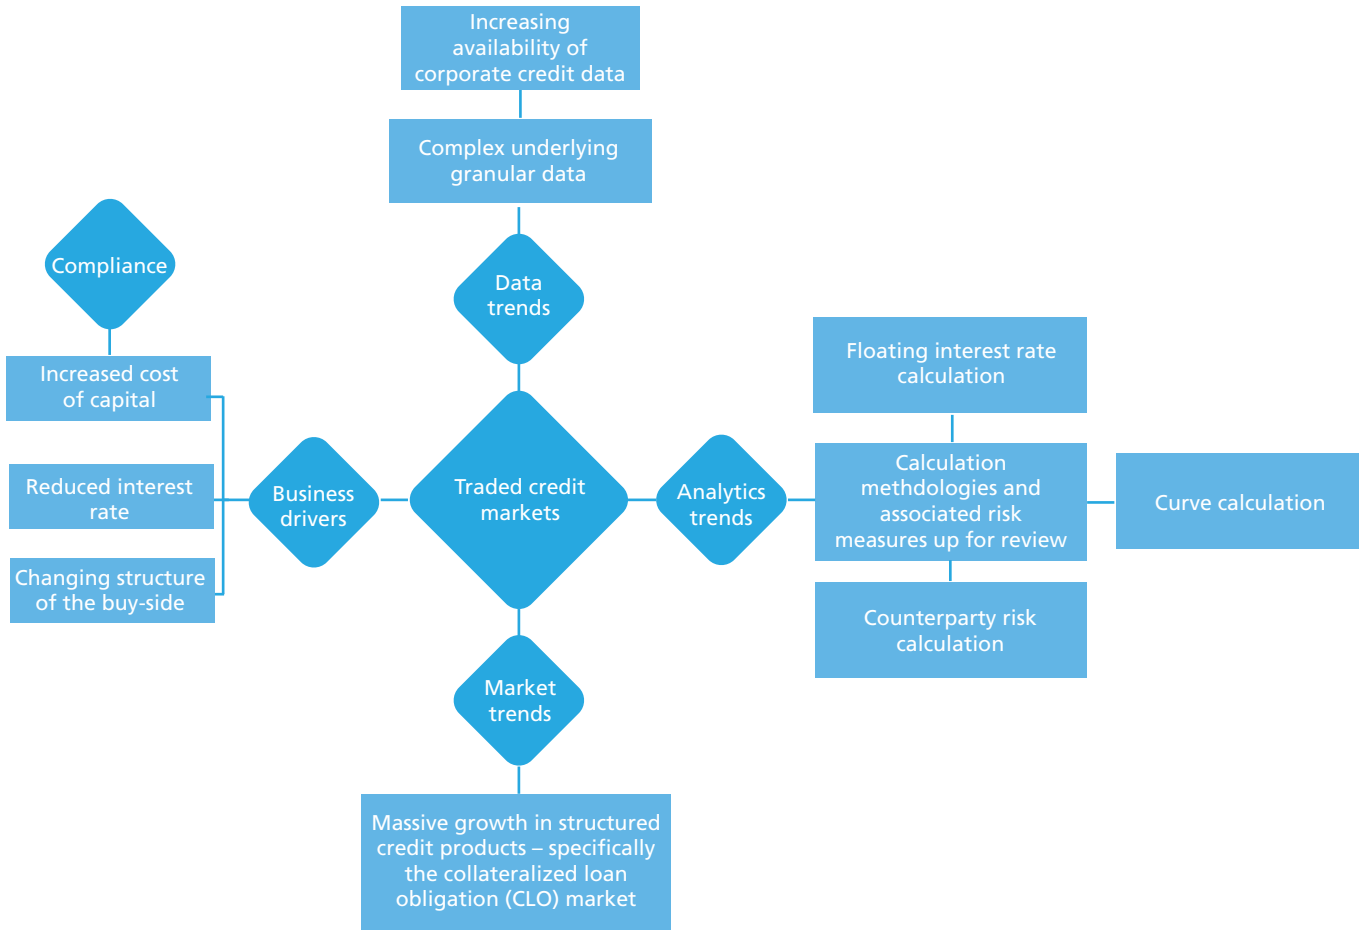 Increasing
availability of
corporate credit data
Complex underlying
granular data
Compliance
Data
trends
Increased cost
of capital
Reduced interest
rate
Changing structure
of the buy-side
Business
drivers
Traded credit
markets
Analytics
trends
Floating interest rate
calculation
Calculation
methdologies and
associated risk
measures up for review
Curve calculation
Counterparty risk
calculation
Market
trends
Massive growth in structured
credit products – specifically
the collateralized loan
obligation (CLO) market